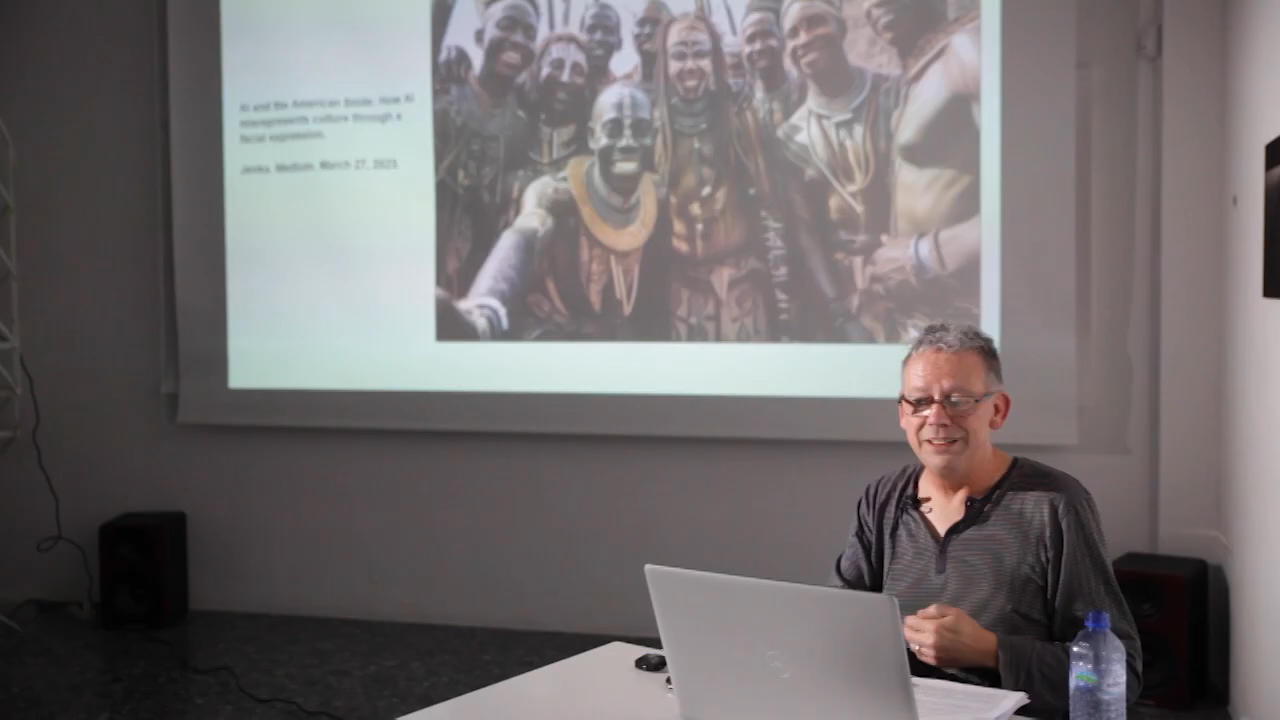 AI and the American Smile. How AI
misrepresents culture through a
facial expression.
Jenka. Medium. March 27, 2023.